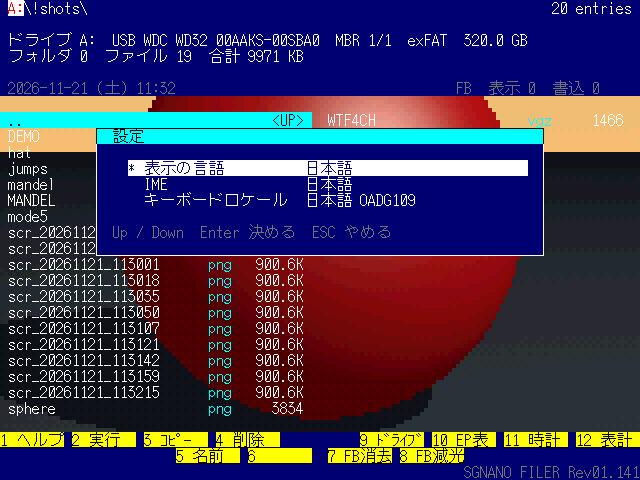 A:\!shots\ 20 entries
ドライブ A: USB WDC WD32 00AAKS-00SBA0 MBR 1/1 exFAT 320.0 GB
フォルダ 0 ファイル 19 合計 9971 KB
2026-11-21 (土) 11:32 FB 表示 0 書込 0
.. <UP> WTF4CH vgz 1466
DEMO
設定
hat
jumps * 表示の言語 日本語
mandel IME 日本語
MANDEL キーボードロケール 日本語 OADG109
mode5
scr_20261121
scr_20261121 Up / Down Enter 決める ESC やめる
scr_20261121_113001 png 900.6K
scr_20261121_113018 png 900.6K
scr_20261121_113035 png 900.6K
scr_20261121_113050 png 900.6K
scr_20261121_113107 png 900.6K
scr_20261121_113121 png 900.6K
scr_20261121_113142 png 900.6K
scr_20261121_113159 png 900.6K
scr_20261121_113215 png 900.6K
sphere png 3834
1 ヘルプ 2 実行 3 ｺﾋﾟｰ 4 削除 9 ﾄﾞﾗｲﾌﾞ 10 EP表 11 時計 12 表計
5 名前 6 7 FB消去 8 FB減光
SGNANO FILER Rev01.141